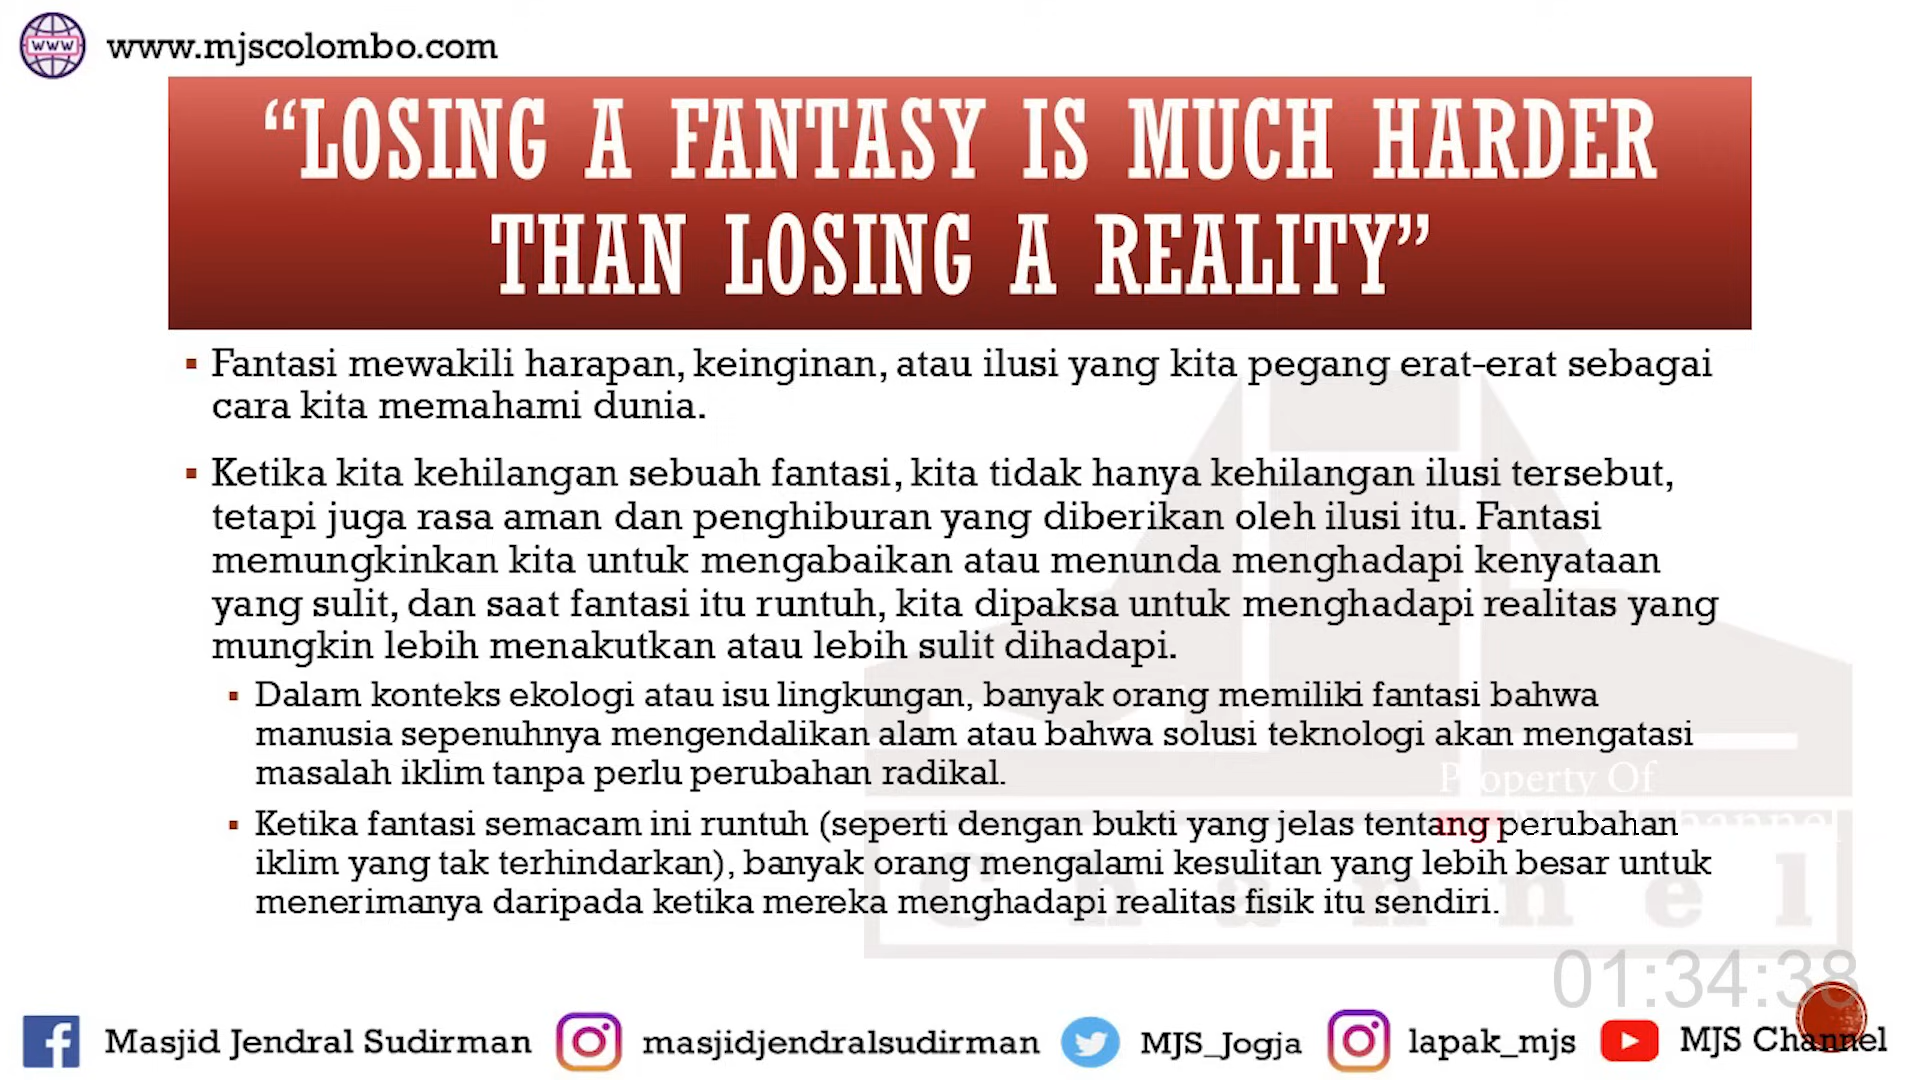 www.mjscolombo.com
“LOSING A FANTASY IS MUCH HARDER
THAN LOSING A REALITY”
Fantasi mewakili harapan, keinginan, atau ilusi yang kita pegang erat-erat sebagai
cara kita memahami dunia.
Ketika kita kehilangan sebuah fantasi, kita tidak hanya kehilangan ilusi tersebut,
tetapi juga rasa aman dan penghiburan yang diberikan oleh ilusi itu. Fantasi
memungkinkan kita untuk mengabaikan atau menunda menghadapi kenyataan
yang sulit, dan saat fantasi itu runtuh, kita dipaksa untuk menghadapi realitas yang
mungkin lebih menakutkan atau lebih sulit dihadapi.
Dalam konteks ekologi atau isu lingkungan, banyak orang memiliki fantasi bahwa
manusia sepenuhnya mengendalikan alam atau bahwa solusi teknologi akan mengatasi
masalah iklim tanpa perlu perubahan radikal.
Property Of
Ketika fantasi semacam ini runtuh (seperti dengan bukti yang jelas tentang perubahan
iklim yang tak terhindarkan), banyak orang mengalami kesulitan yang lebih besar untuk
menerimanya daripada ketika mereka menghadapi realitas fisik itu sendiri.
Channel
01:34:38
Masjid Jendral Sudirman masjidjendralsudirman MJS_Jogja lapak_mjs MJS Channel